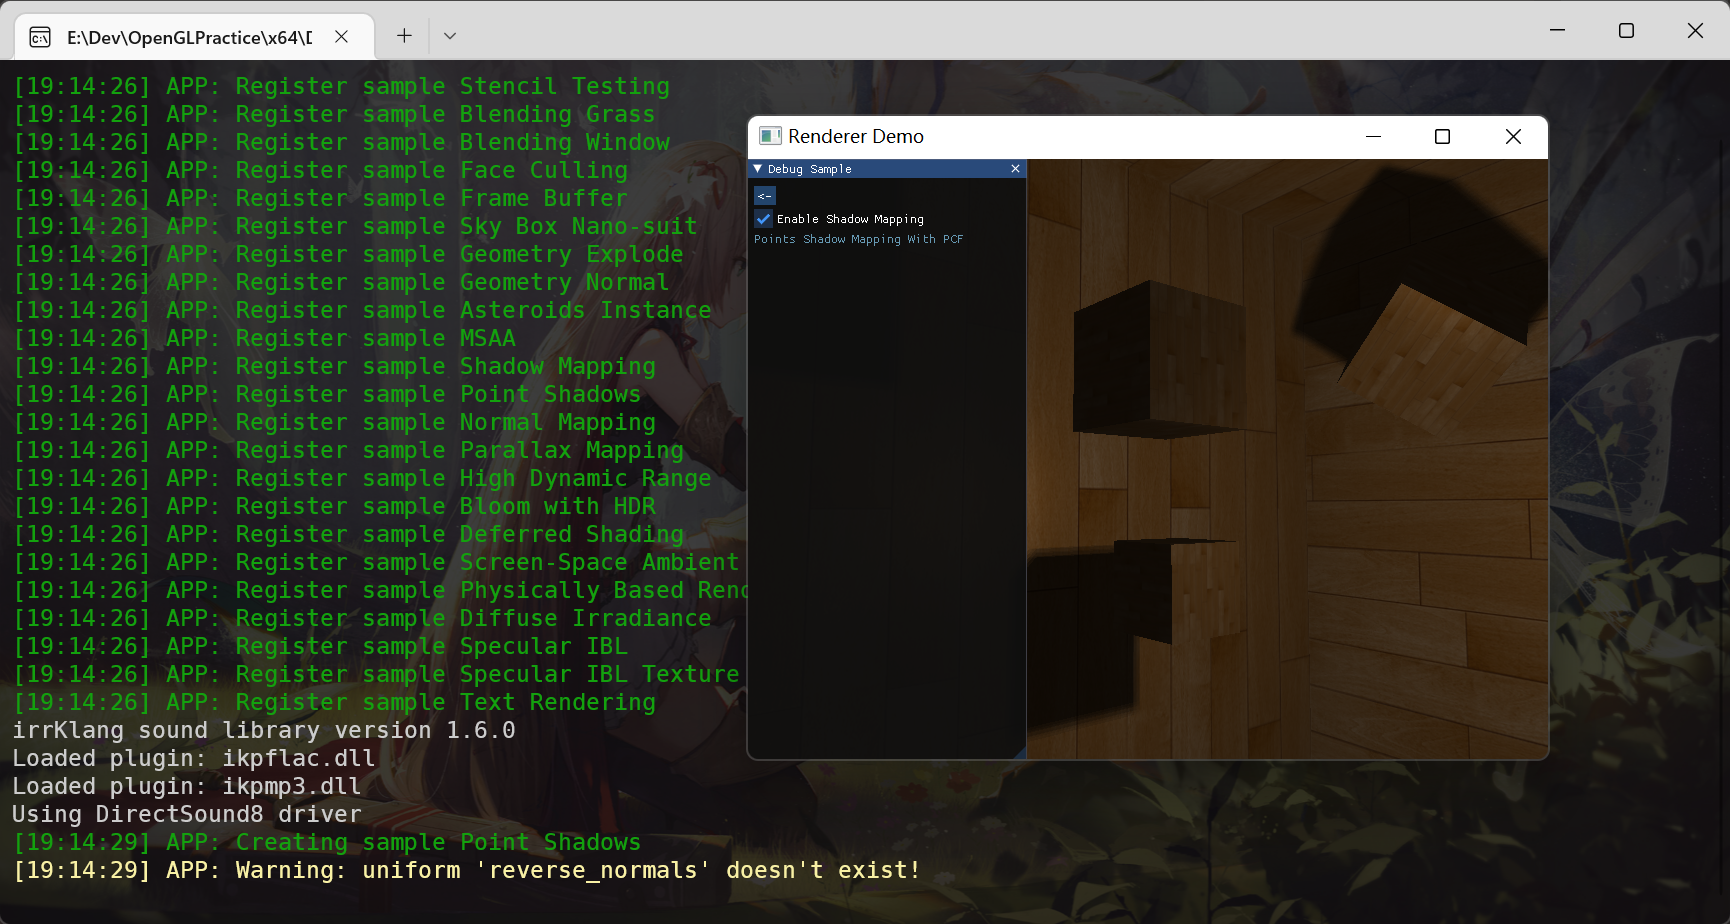 E:\Dev\OpenGLPractice\x64\D
[19:14:26] APP: Register sample Stencil Testing
[19:14:26] APP: Register sample Blending Grass
[19:14:26] APP: Register sample Blending Window
[19:14:26] APP: Register sample Face Culling
[19:14:26] APP: Register sample Frame Buffer
[19:14:26] APP: Register sample Sky Box Nano-suit
[19:14:26] APP: Register sample Geometry Explode
[19:14:26] APP: Register sample Geometry Normal
[19:14:26] APP: Register sample Asteroids Instance
[19:14:26] APP: Register sample MSAA
[19:14:26] APP: Register sample Shadow Mapping
[19:14:26] APP: Register sample Point Shadows
[19:14:26] APP: Register sample Normal Mapping
[19:14:26] APP: Register sample Parallax Mapping
[19:14:26] APP: Register sample High Dynamic Range
[19:14:26] APP: Register sample Bloom with HDR
[19:14:26] APP: Register sample Deferred Shading
[19:14:26] APP: Register sample Screen-Space Ambient
[19:14:26] APP: Register sample Physically Based Rend
[19:14:26] APP: Register sample Diffuse Irradiance
[19:14:26] APP: Register sample Specular IBL
[19:14:26] APP: Register sample Specular IBL Texture
[19:14:26] APP: Register sample Text Rendering
irrKlang sound library version 1.6.0
Loaded plugin: ikpflac.dll
Loaded plugin: ikpmp3.dll
Using DirectSound8 driver
[19:14:29] APP: Creating sample Point Shadows
[19:14:29] APP: Warning: uniform 'reverse_normals' doesn't exist!
Renderer Demo
Debug Sample
<-
Enable Shadow Mapping
Points Shadow Mapping With PCF